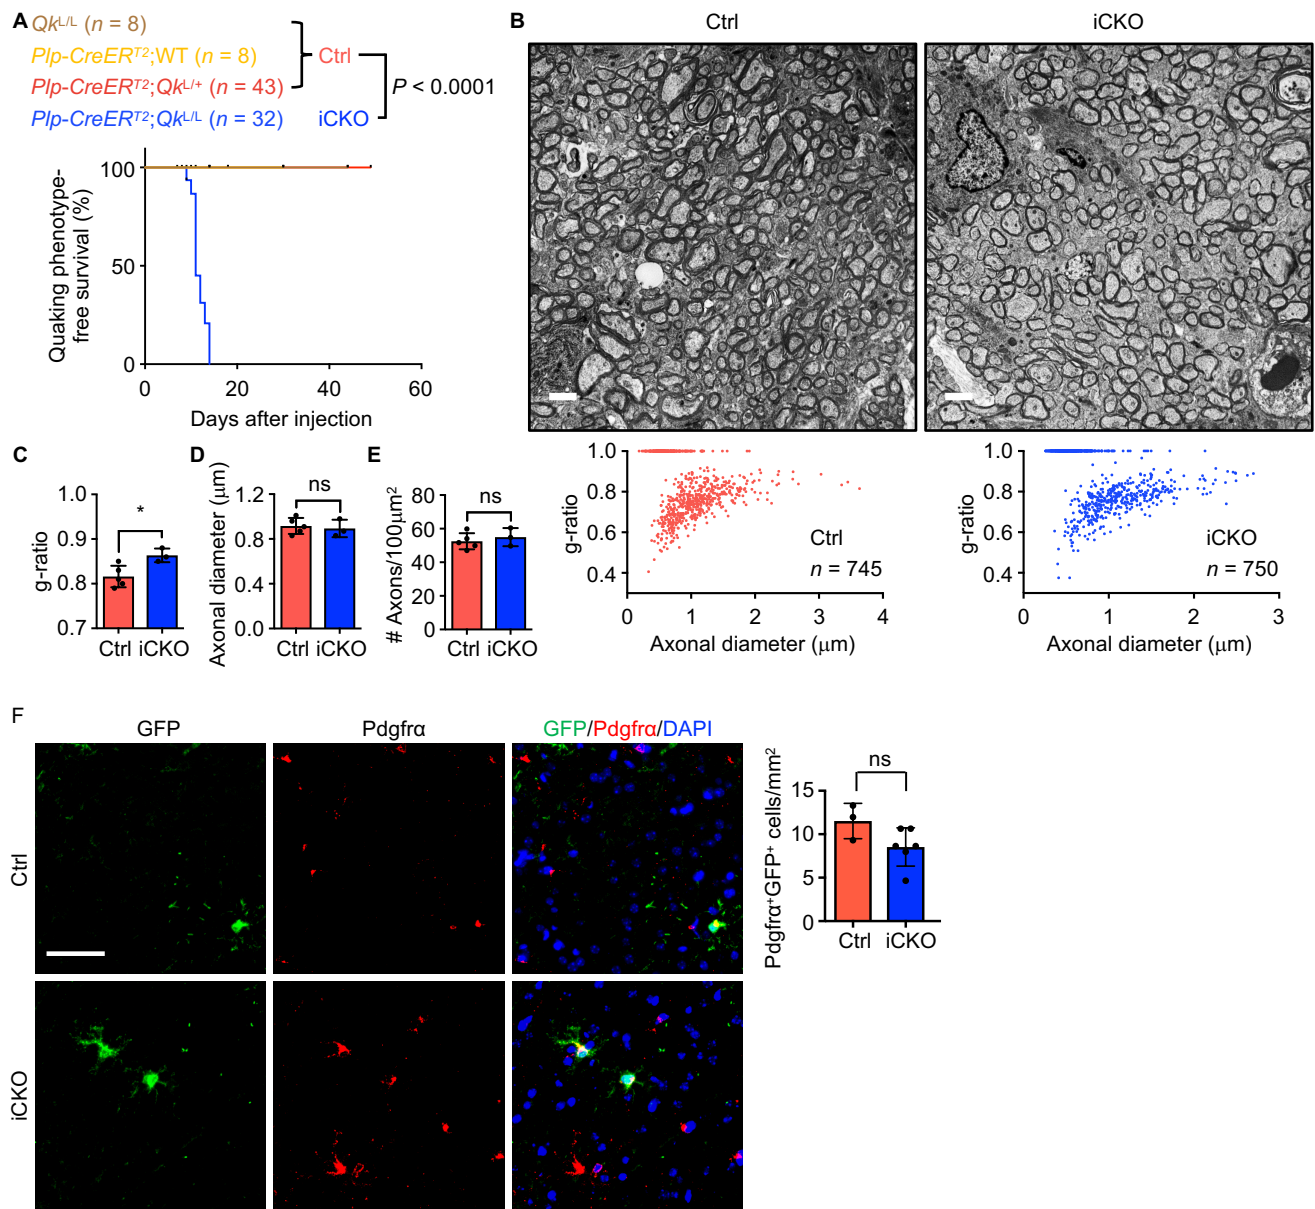 A
Qk^L/L (n = 8)
Plp-CreER^T2;WT (n = 8)
Plp-CreER^T2;Qk^L/+ (n = 43)
Plp-CreER^T2;Qk^L/L (n = 32)
Ctrl
iCKO
P < 0.0001
Quaking phenotype-
free survival (%)
100
50
0
0 20 40 60
Days after injection
B
Ctrl
iCKO
g-ratio
1.0
0.8
0.6
0.4
Ctrl
n = 745
0 1 2 3 4
Axonal diameter (μm)
g-ratio
1.0
0.8
0.6
0.4
iCKO
n = 750
0 1 2 3
Axonal diameter (μm)
C
g-ratio
1.0
0.9
0.8
0.7
*
Ctrl iCKO
D
Axonal diameter (μm)
1.2
0.8
0.4
0.0
ns
Ctrl iCKO
E
# Axons/100μm²
80
60
40
20
0
ns
Ctrl iCKO
F
GFP
Pdgfrα
GFP/Pdgfrα/DAPI
Ctrl
iCKO
Pdgfrα⁺GFP⁺ cells/mm²
15
10
5
0
ns
Ctrl iCKO